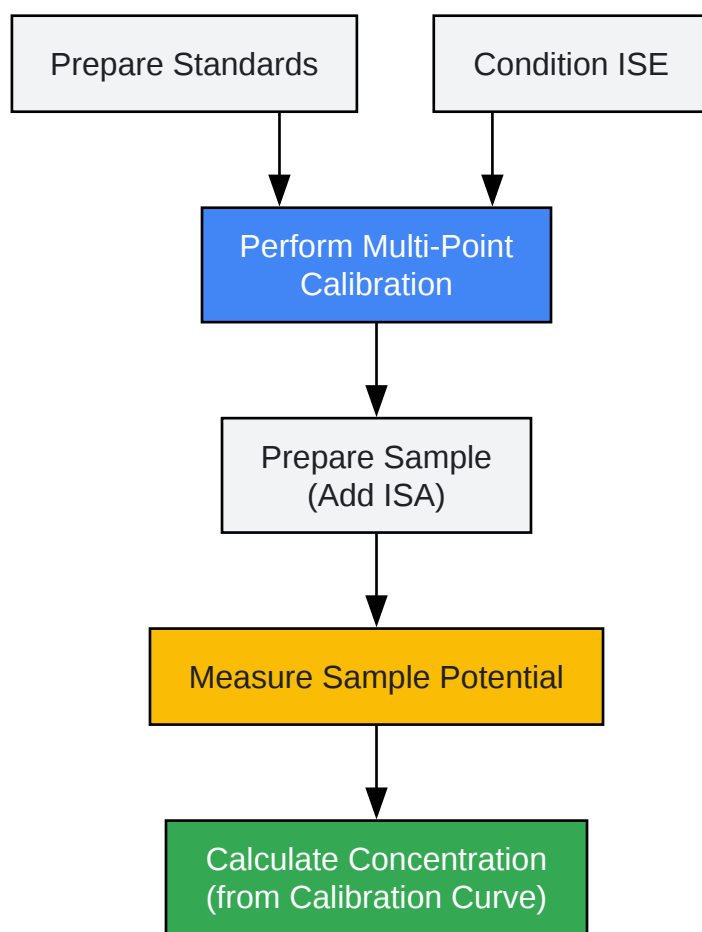 Prepare Standards
Condition ISE
Perform Multi-Point
Calibration
Prepare Sample
(Add ISA)
Measure Sample Potential
Calculate Concentration
(from Calibration Curve)